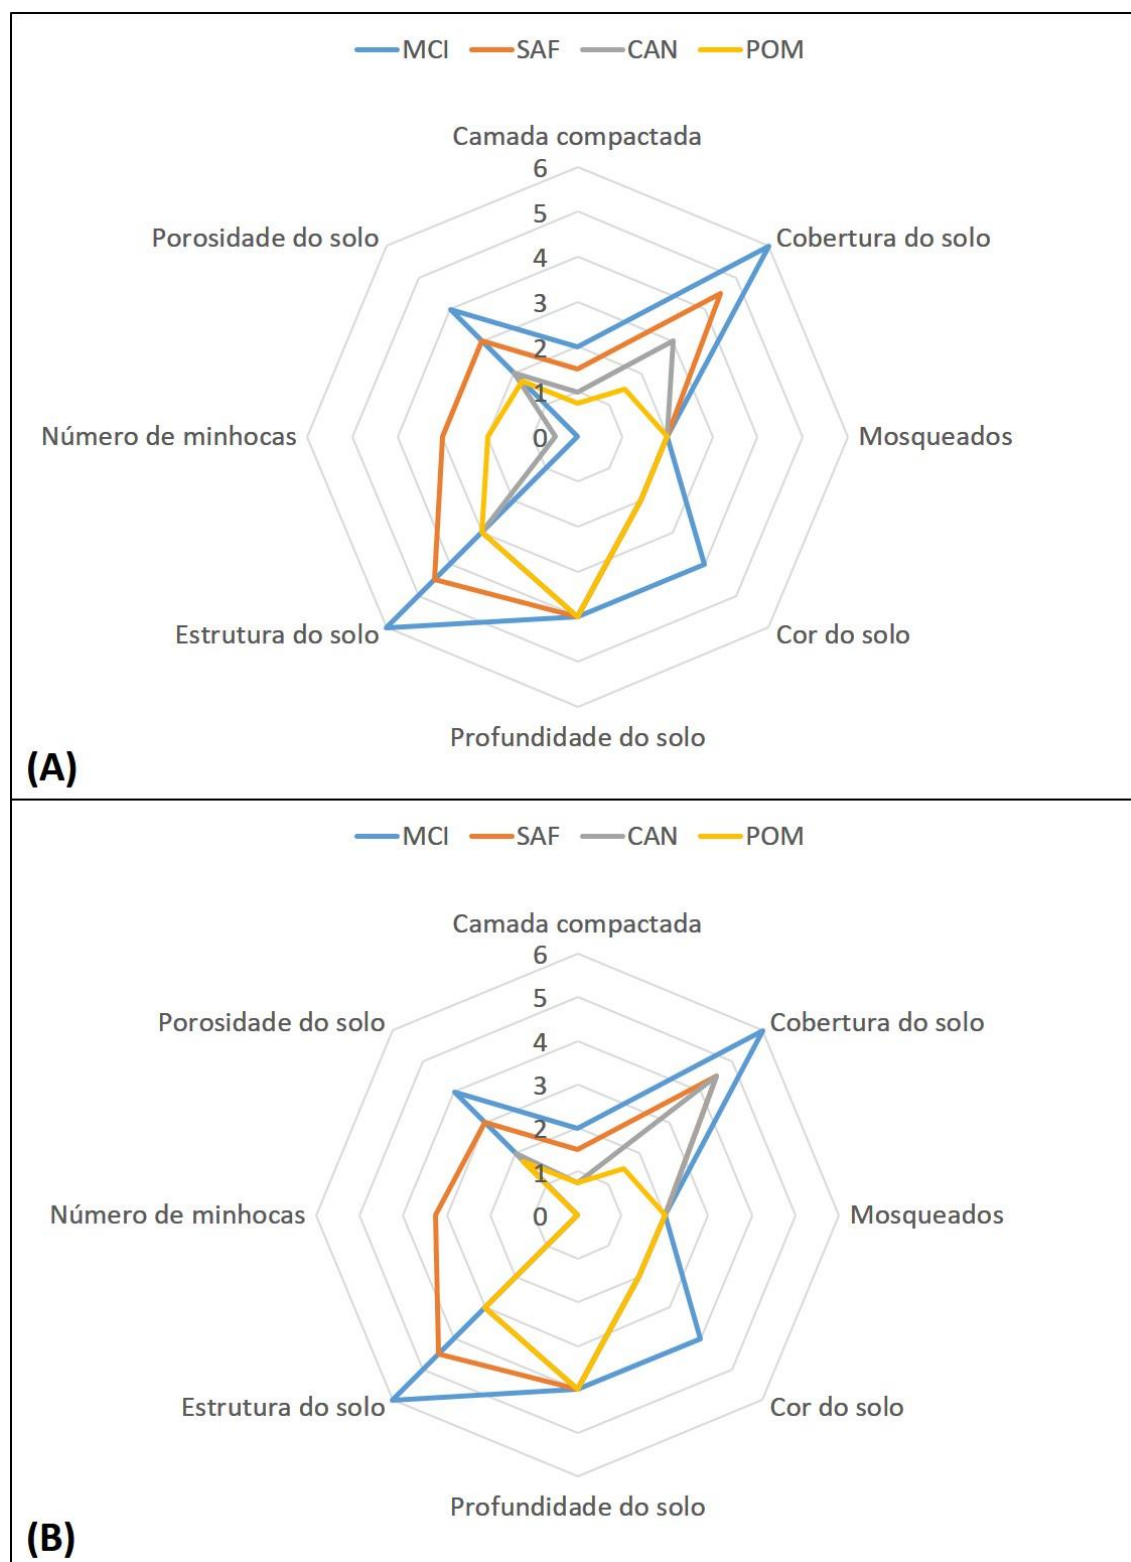 MCI SAF CAN POM
Camada compactada
6
5
4
3
2
1
0
Porosidade do solo
Cobertura do solo
Número de minhocas
Mosqueados
Estrutura do solo
Cor do solo
Profundidade do solo
(A)
MCI SAF CAN POM
Camada compactada
6
5
4
3
2
1
0
Porosidade do solo
Cobertura do solo
Número de minhocas
Mosqueados
Estrutura do solo
Cor do solo
Profundidade do solo
(B)